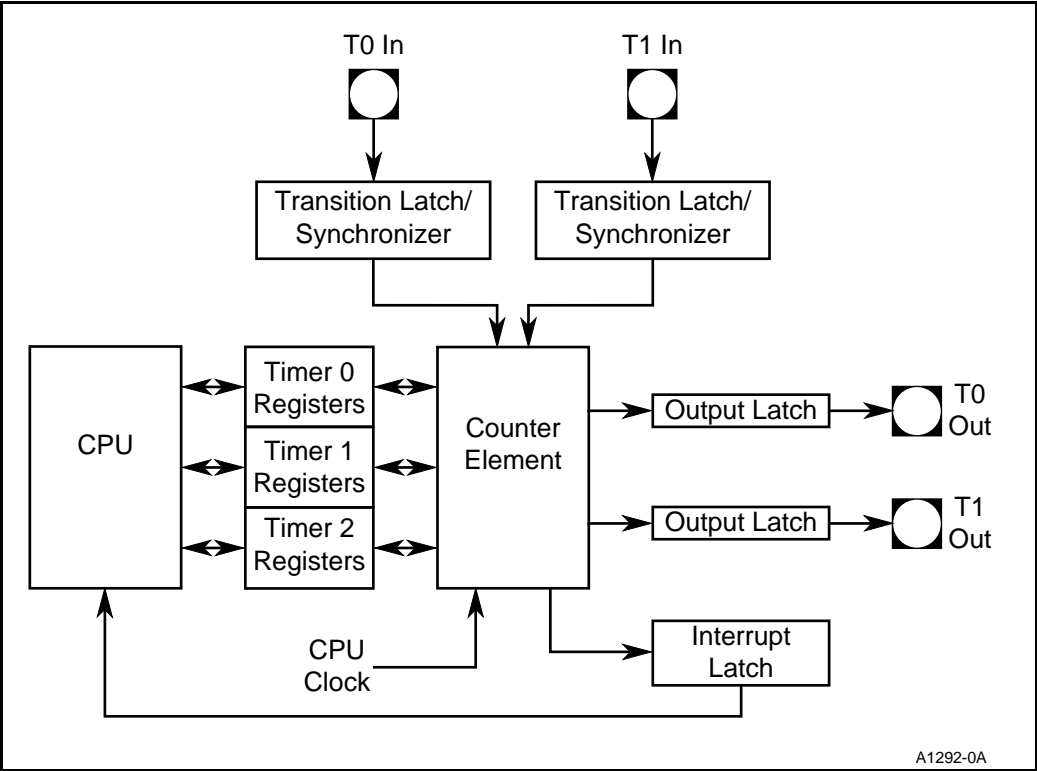 T0 In
T1 In
Transition Latch/
Synchronizer
Transition Latch/
Synchronizer
CPU
Timer 0
Registers
Timer 1
Registers
Timer 2
Registers
Counter
Element
Output Latch
T0
Out
Output Latch
T1
Out
CPU
Clock
Interrupt
Latch
A1292-0A